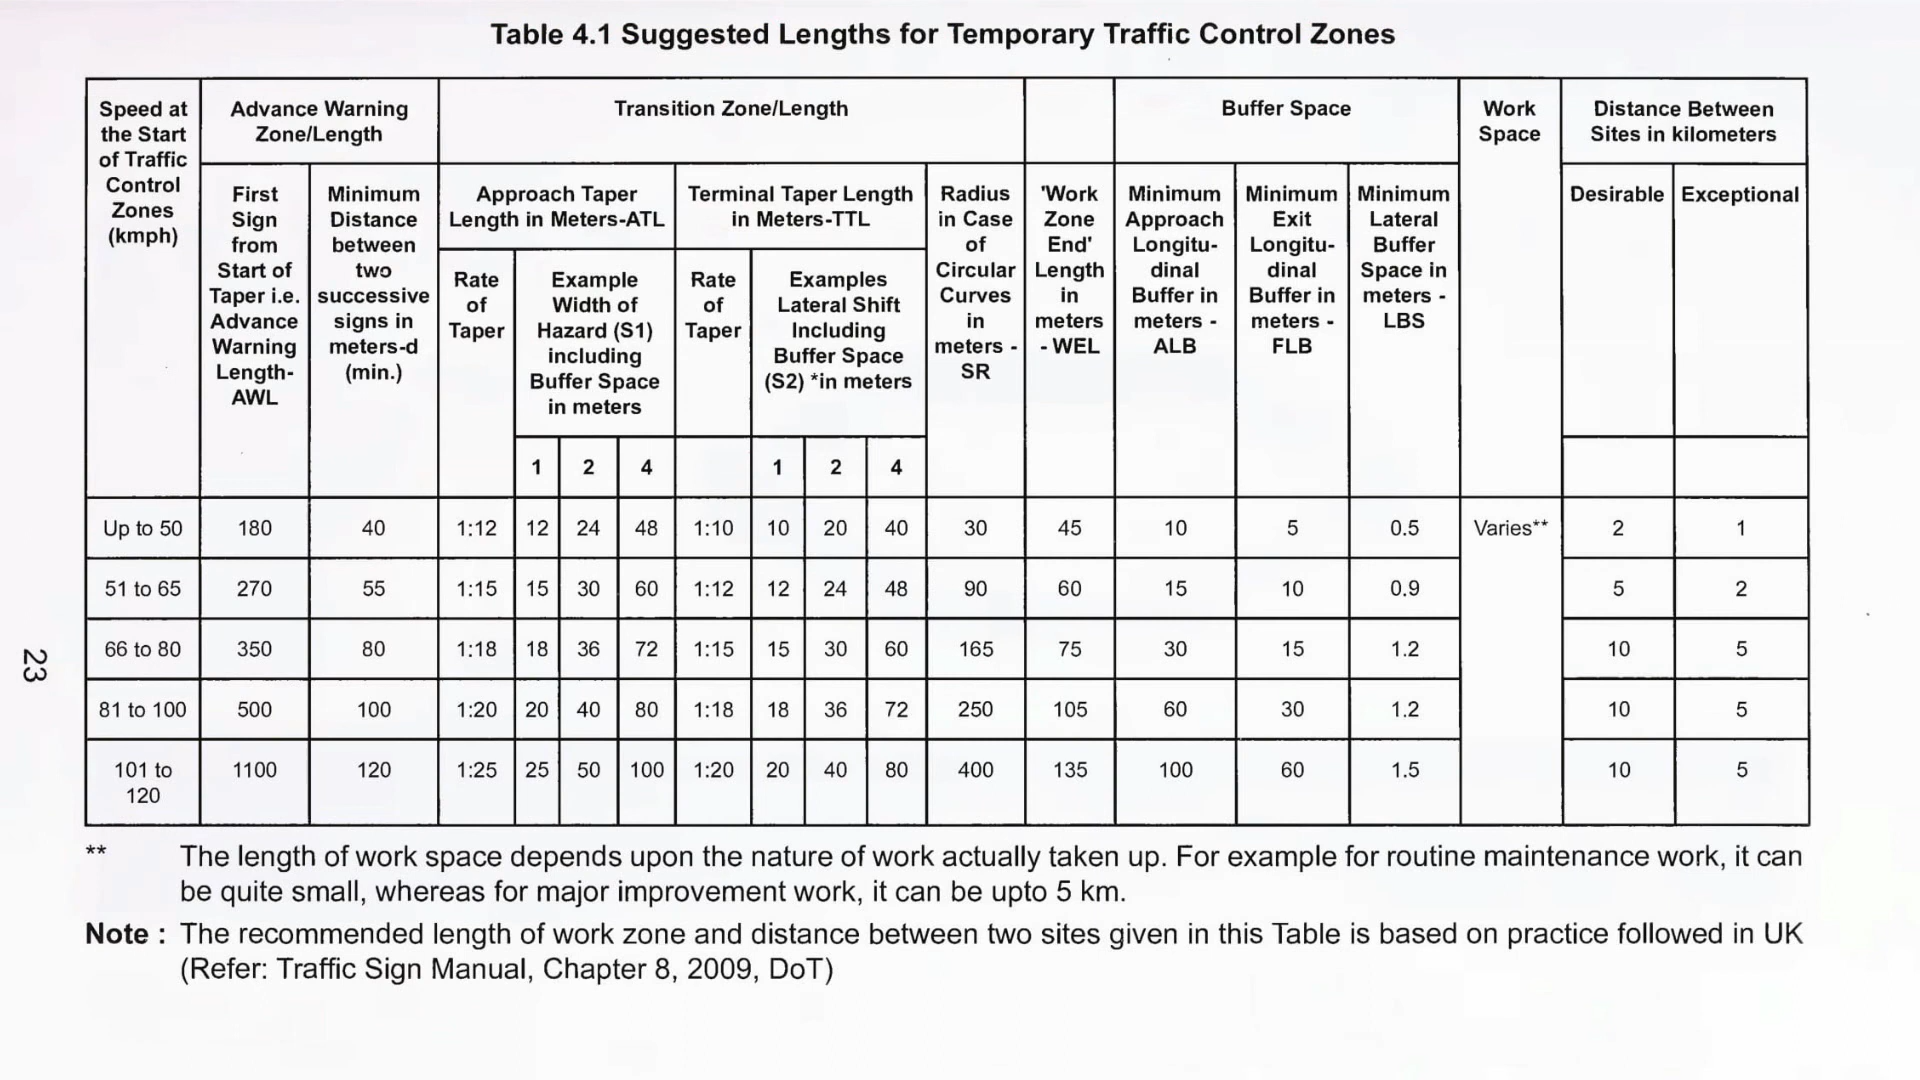 Table 4.1 Suggested Lengths for Temporary Traffic Control Zones
Speed at the Start of Traffic Control Zones (kmph)
Advance Warning Zone/Length
Transition Zone/Length
Buffer Space
Work Space
Distance Between Sites in kilometers
First Sign from Start of Taper i.e. Advance Warning Length-AWL
Minimum Distance between two successive signs in meters-d (min.)
Approach Taper Length in Meters-ATL
Terminal Taper Length in Meters-TTL
Radius in Case of Circular Curves in meters - SR
'Work Zone End' Length in meters - WEL
Minimum Approach Longitu-dinal Buffer in meters - ALB
Minimum Exit Longitu-dinal Buffer in meters - FLB
Minimum Lateral Buffer Space in meters - LBS
Desirable
Exceptional
Rate of Taper
Example Width of Hazard (S1) including Buffer Space in meters
Rate of Taper
Examples Lateral Shift Including Buffer Space (S2) *in meters
1 2 4 1 2 4
Up to 50 180 40 1:12 12 24 48 1:10 10 20 40 30 45 10 5 0.5 Varies** 2 1
51 to 65 270 55 1:15 15 30 60 1:12 12 24 48 90 60 15 10 0.9 5 2
66 to 80 350 80 1:18 18 36 72 1:15 15 30 60 165 75 30 15 1.2 10 5
81 to 100 500 100 1:20 20 40 80 1:18 18 36 72 250 105 60 30 1.2 10 5
101 to 120 1100 120 1:25 25 50 100 1:20 20 40 80 400 135 100 60 1.5 10 5
** The length of work space depends upon the nature of work actually taken up. For example for routine maintenance work, it can
be quite small, whereas for major improvement work, it can be upto 5 km.
Note : The recommended length of work zone and distance between two sites given in this Table is based on practice followed in UK
(Refer: Traffic Sign Manual, Chapter 8, 2009, DoT)
23